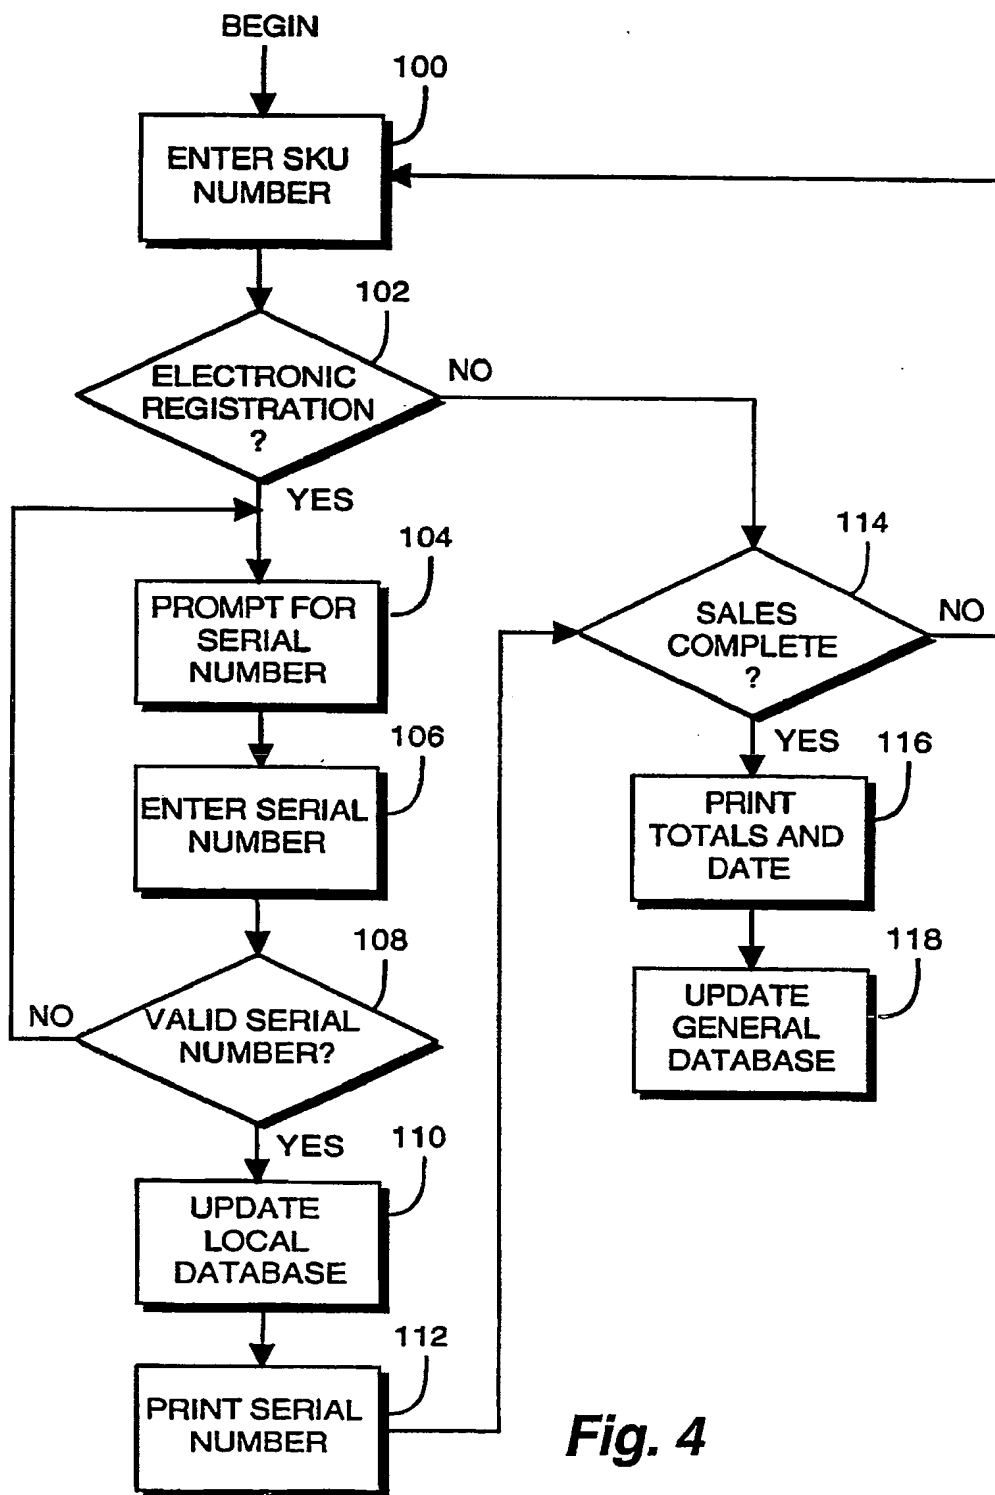 BEGIN
100
ENTER SKU
NUMBER
102
ELECTRONIC
REGISTRATION
?
NO
YES
104
PROMPT FOR
SERIAL
NUMBER
106
ENTER SERIAL
NUMBER
108
VALID SERIAL
NUMBER?
NO
YES
110
UPDATE
LOCAL
DATABASE
112
PRINT SERIAL
NUMBER
114
SALES
COMPLETE
?
NO
YES
116
PRINT
TOTALS AND
DATE
118
UPDATE
GENERAL
DATABASE
Fig. 4